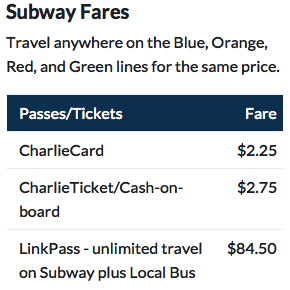 Subway Fares
Travel anywhere on the Blue, Orange,
Red, and Green lines for the same price.
Passes/Tickets Fare
CharlieCard $2.25
CharlieTicket/Cash-on- $2.75
board
LinkPass - unlimited travel $84.50
on Subway plus Local Bus